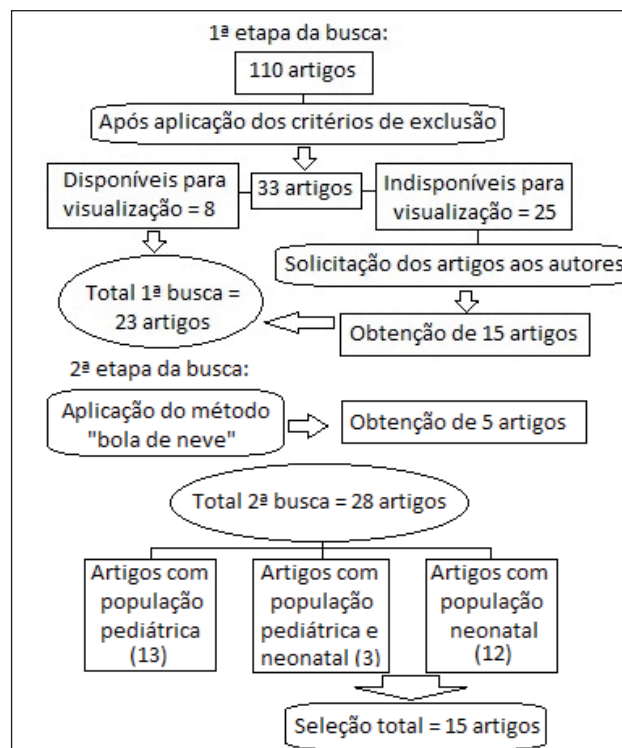 1ª etapa da busca:
110 artigos
Após aplicação dos critérios de exclusão
33 artigos
Disponíveis para
visualização = 8
Indisponíveis para
visualização = 25
Solicitação dos artigos aos autores
Total 1ª busca =
23 artigos
Obtenção de 15 artigos
2ª etapa da busca:
Aplicação do método
"bola de neve"
Obtenção de 5 artigos
Total 2ª busca = 28 artigos
Artigos com
população
pediátrica
(13)
Artigos com
população
pediátrica e
neonatal (3)
Artigos com
população
neonatal
(12)
Seleção total = 15 artigos